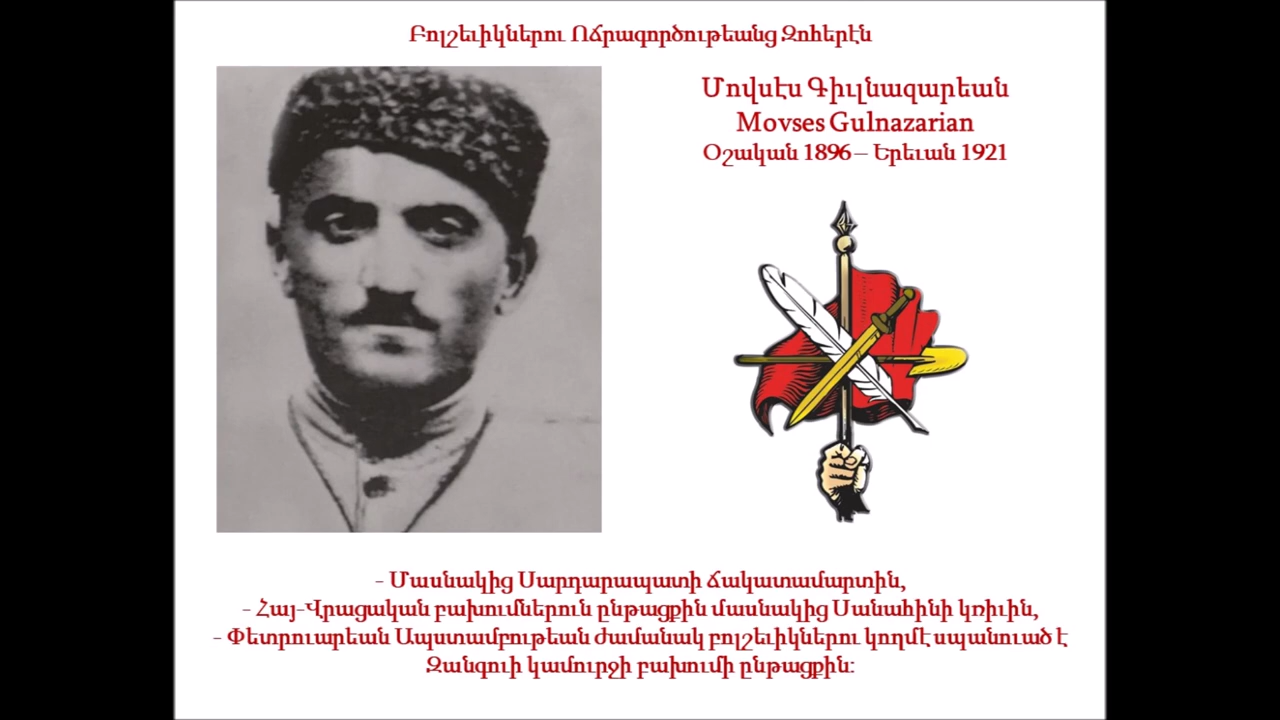 Բոլշեւիկներու Ոճրագործութեանց Զոհերէն
Մովսէս Գիւլնազարեան
Movses Gulnazarian
Օշական 1896 – Երեւան 1921
- Մասնակից Սարդարապատի ճակատամարտին,
- Հայ-Վրացական բախումներուն ընթացքին մասնակից Սանահինի կռիւին,
- Փետրուարեան Ապստամբութեան ժամանակ բոլշեւիկներու կողմէ սպանուած է
Զանգուի կամուրջի բախումի ընթացքին: